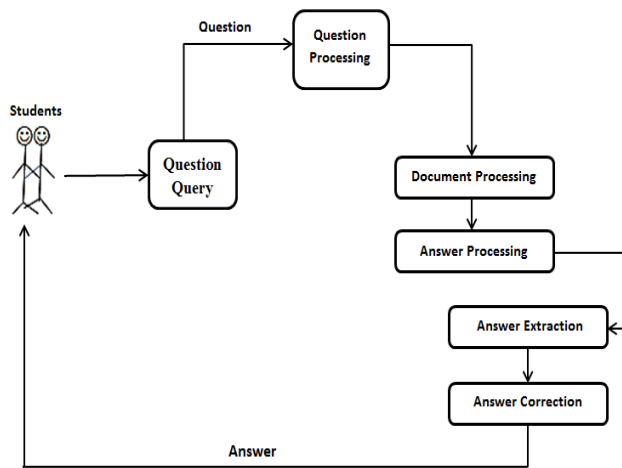 Question
Question
Processing
Students
Question
Query
Document Processing
Answer Processing
Answer Extraction
Answer Correction
Answer